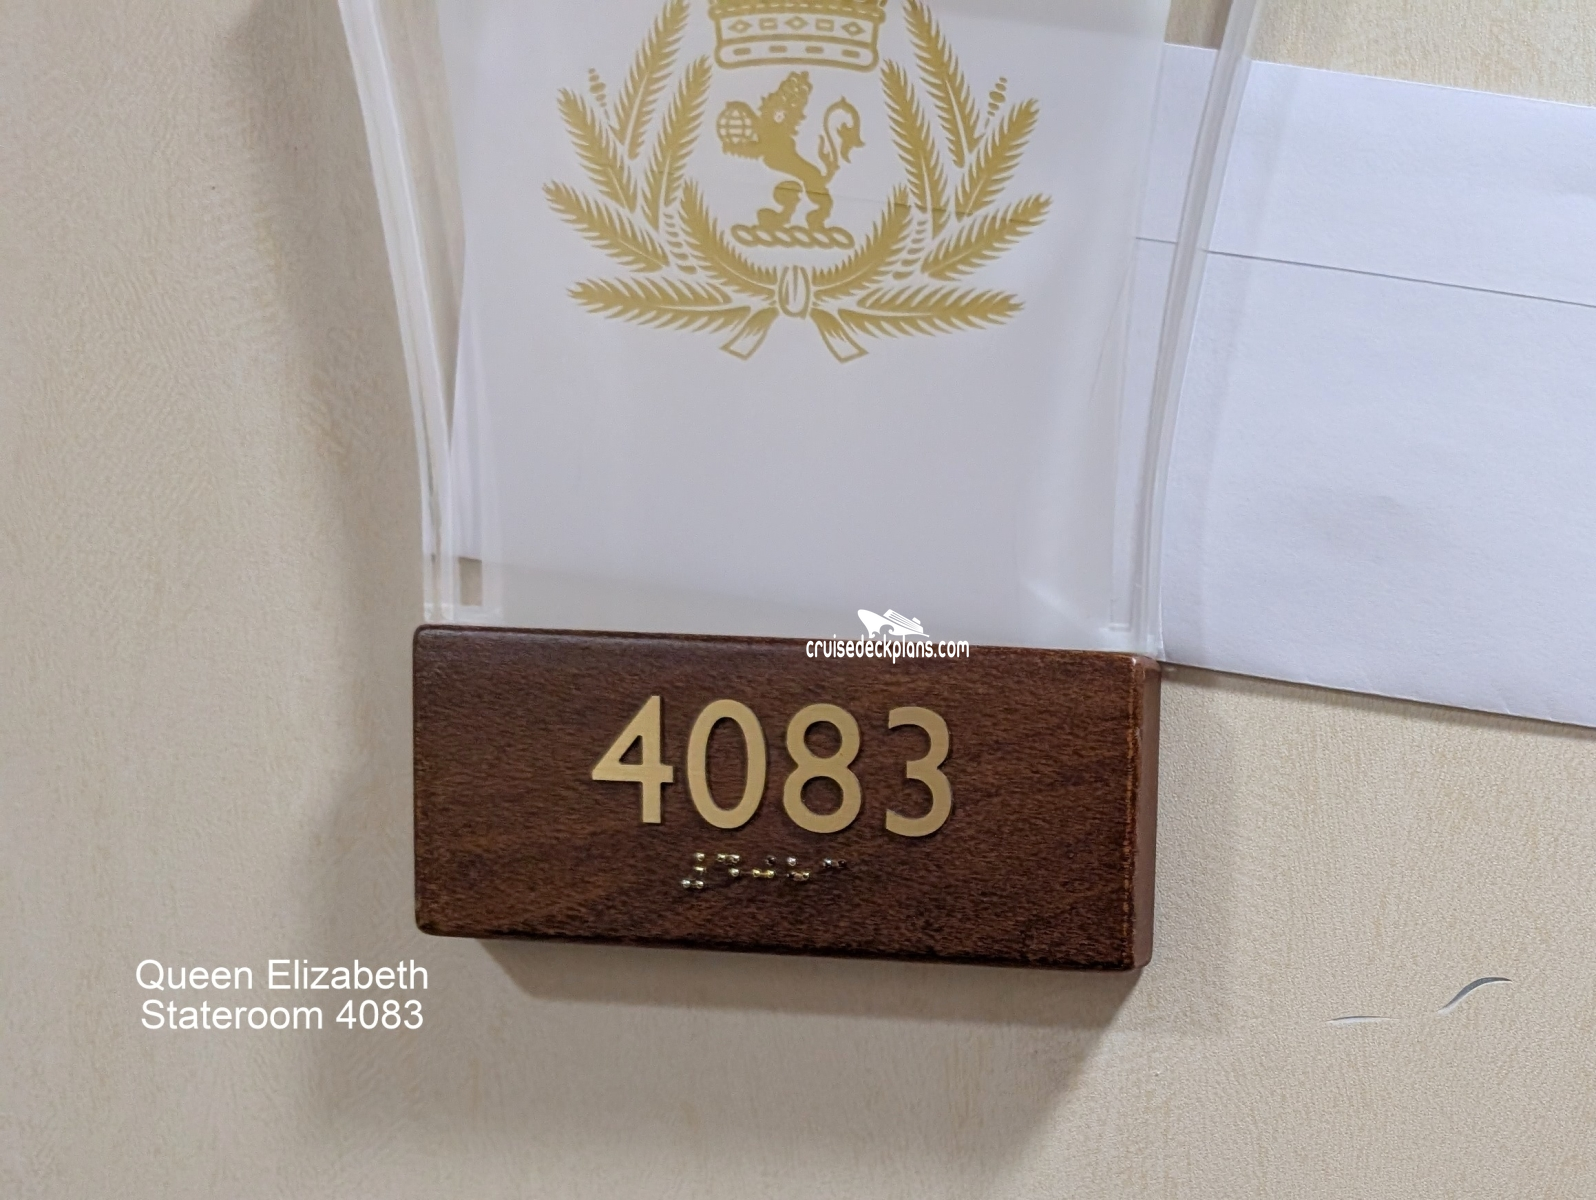 cruisedeckplans.com
4083
⠼⠙⠚⠓⠉
Queen Elizabeth
Stateroom 4083